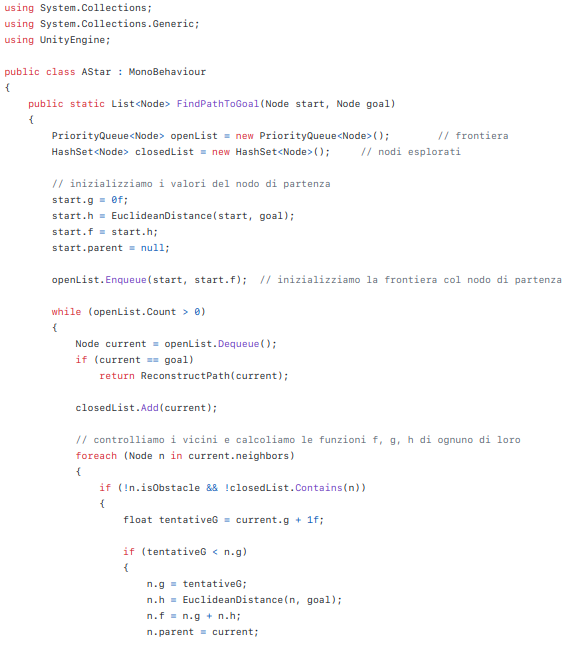 using System.Collections;
using System.Collections.Generic;
using UnityEngine;

public class AStar : MonoBehaviour
{
    public static List<Node> FindPathToGoal(Node start, Node goal)
    {
        PriorityQueue<Node> openList = new PriorityQueue<Node>();        // frontiera
        HashSet<Node> closedList = new HashSet<Node>();     // nodi esplorati

        // inizializziamo i valori del nodo di partenza
        start.g = 0f;
        start.h = EuclideanDistance(start, goal);
        start.f = start.h;
        start.parent = null;

        openList.Enqueue(start, start.f);  // inizializziamo la frontiera col nodo di partenza

        while (openList.Count > 0)
        {
            Node current = openList.Dequeue();
            if (current == goal)
                return ReconstructPath(current);

            closedList.Add(current);

            // controlliamo i vicini e calcoliamo le funzioni f, g, h di ognuno di loro
            foreach (Node n in current.neighbors)
            {
                if (!n.isObstacle && !closedList.Contains(n))
                {
                    float tentativeG = current.g + 1f;

                    if (tentativeG < n.g)
                    {
                        n.g = tentativeG;
                        n.h = EuclideanDistance(n, goal);
                        n.f = n.g + n.h;
                        n.parent = current;